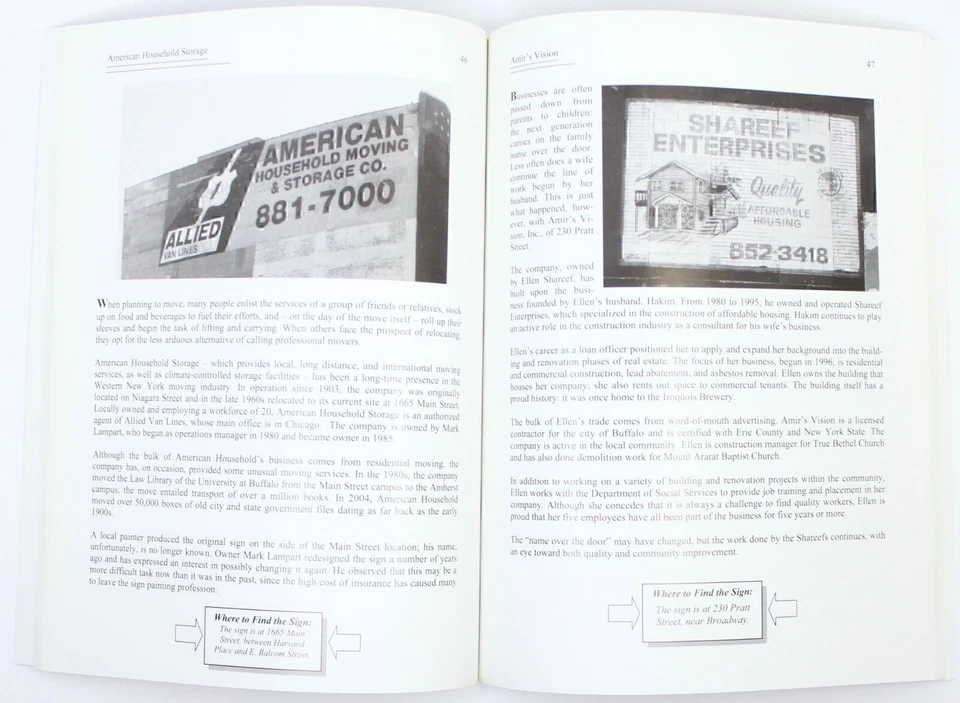 American Household Storage
46
AMERICAN
HOUSEHOLD MOVING
& STORAGE CO.
881-7000
ALLIED
VAN LINES
When planning to move, many people enlist the services of a group of friends or relatives, stock
up on food and beverages to fuel their efforts, and – on the day of the move itself – roll up their
sleeves and begin the task of lifting and carrying. When others face the prospect of relocating,
they opt for the less arduous alternative of calling professional movers.
American Household Storage – which provides local, long distance, and international moving
services, as well as climate-controlled storage facilities – has been a long-time presence in the
Western New York moving industry. In operation since 1903, the company was originally
located on Niagara Street and in the late 1960s relocated to its current site at 1665 Main Street.
Locally owned and employing a workforce of 20, American Household Storage is an authorized
agent of Allied Van Lines, whose main office is in Chicago. The company is owned by Mark
Lampart, who began as operations manager in 1980 and became owner in 1985.
Although the bulk of American Household's business comes from residential moving, the
company has, on occasion, provided some unusual moving services. In the 1980s, the company
moved the Law Library of the University at Buffalo from the Main Street campus to the Amherst
campus; the move entailed transport of over a million books. In 2004, American Household
moved over 50,000 boxes of old city and state government files dating as far back as the early
1900s.
A local painter produced the original sign on the side of the Main Street location; his name,
unfortunately, is no longer known. Owner Mark Lampart redesigned the sign a number of years
ago and has expressed an interest in possibly changing it again. He observed that this may be a
more difficult task now than it was in the past, since the high cost of insurance has caused many
to leave the sign painting profession.
Where to Find the Sign:
The sign is at 1665 Main
Street, between Harvard
Place and E. Balcom Street.
Amir's Vision
47
Businesses are often
passed down from
parents to children:
the next generation
carries on the family
name over the door.
Less often does a wife
continue the line of
work begun by her
husband. This is just
what happened, how-
ever, with Amir's Vi-
sion, Inc., of 230 Pratt
Street.
SHAREEF
ENTERPRISES
Quality
AFFORDABLE
HOUSING
852-3418
The company, owned
by Ellen Shareef, has
built upon the busi-
ness founded by Ellen's husband, Hakim. From 1980 to 1995, he owned and operated Shareef
Enterprises, which specialized in the construction of affordable housing. Hakim continues to play
an active role in the construction industry as a consultant for his wife's business.
Ellen's career as a loan officer positioned her to apply and expand her background into the build-
ing and renovation phases of real estate. The focus of her business, begun in 1996, is residential
and commercial construction, lead abatement, and asbestos removal. Ellen owns the building that
houses her company; she also rents out space to commercial tenants. The building itself has a
proud history: it was once home to the Iroquois Brewery.
The bulk of Ellen's trade comes from word-of-mouth advertising. Amir's Vision is a licensed
contractor for the city of Buffalo and is certified with Erie County and New York State. The
company is active in the local community. Ellen is construction manager for True Bethel Church
and has also done demolition work for Mount Ararat Baptist Church.
In addition to working on a variety of building and renovation projects within the community,
Ellen works with the Department of Social Services to provide job training and placement in her
company. Although she concedes that it is always a challenge to find quality workers, Ellen is
proud that her five employees have all been part of the business for five years or more.
The "name over the door" may have changed, but the work done by the Shareefs continues, with
an eye toward both quality and community improvement.
Where to Find the Sign:
The sign is at 230 Pratt
Street, near Broadway.